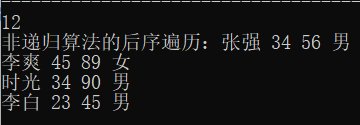 12
非递归算法的后序遍历：张强 34 56 男
李爽 45 89 女
时光 34 90 男
李白 23 45 男